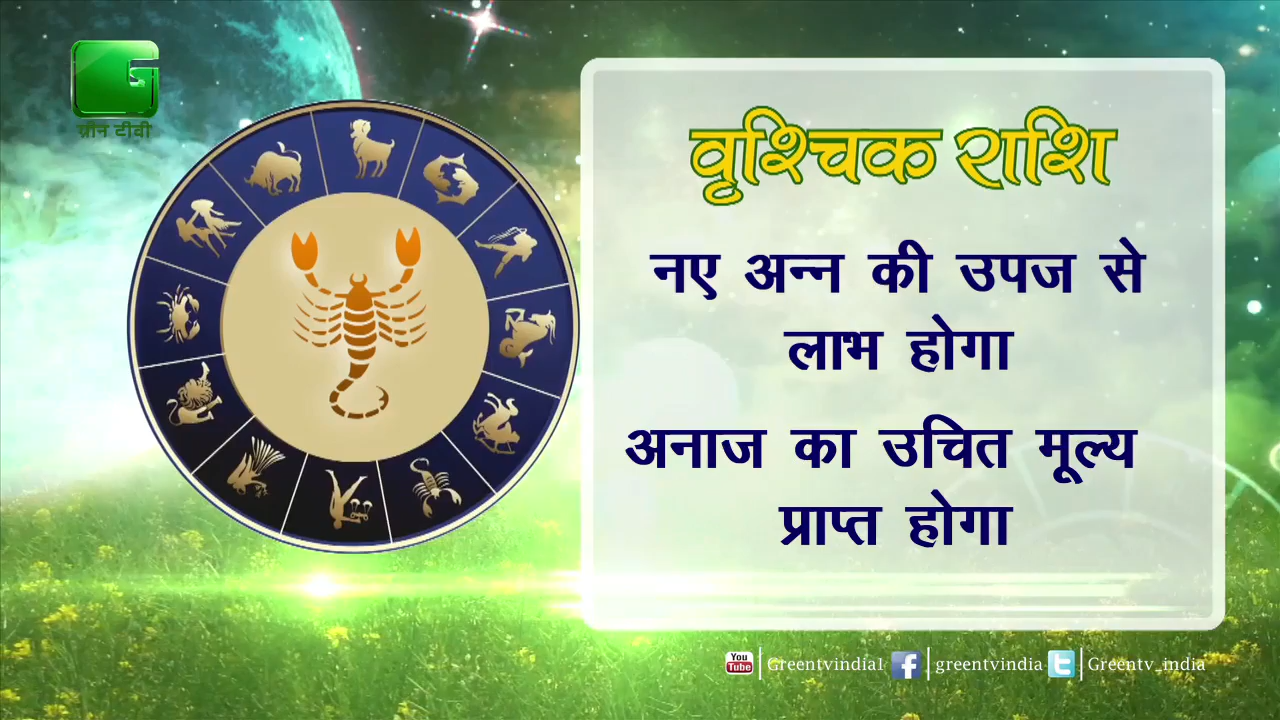 ग्रीन टीवी
वृश्चिक राशि
नए अन्न की उपज से
लाभ होगा
अनाज का उचित मूल्य
प्राप्त होगा
You Tube Greentvindia1 f greentvindia t Greentv_india